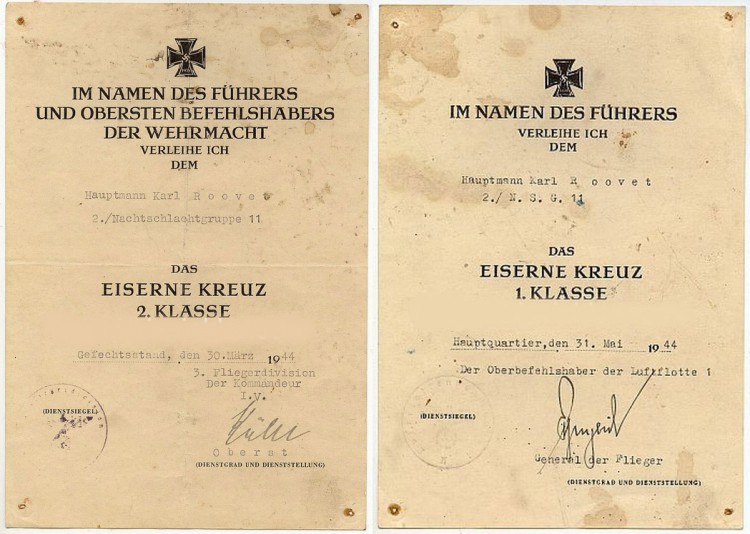 IM NAMEN DES FÜHRERS
UND OBERSTEN BEFEHLSHABERS
DER WEHRMACHT
VERLEIHE ICH
DEM
Hauptmann Karl Roovet
2./Nachtschlachtgruppe 11
DAS
EISERNE KREUZ
2. KLASSE
Gefechtsstand, den 30.März 1944
3. Fliegerdivision
Der Kommandeur
I.V.
(DIENSTSIEGEL)
Oberst
(DIENSTGRAD UND DIENSTSTELLUNG)
IM NAMEN DES FÜHRERS
VERLEIHE ICH
DEM
Hauptmann Karl Roovet
2./ N. S. G. 11
DAS
EISERNE KREUZ
1. KLASSE
Hauptquartier,den 31. Mai 1944
Der Oberbefehlshaber der Luftflotte 1
(DIENSTSIEGEL)
General der Flieger
(DIENSTGRAD UND DIENSTSTELLUNG)